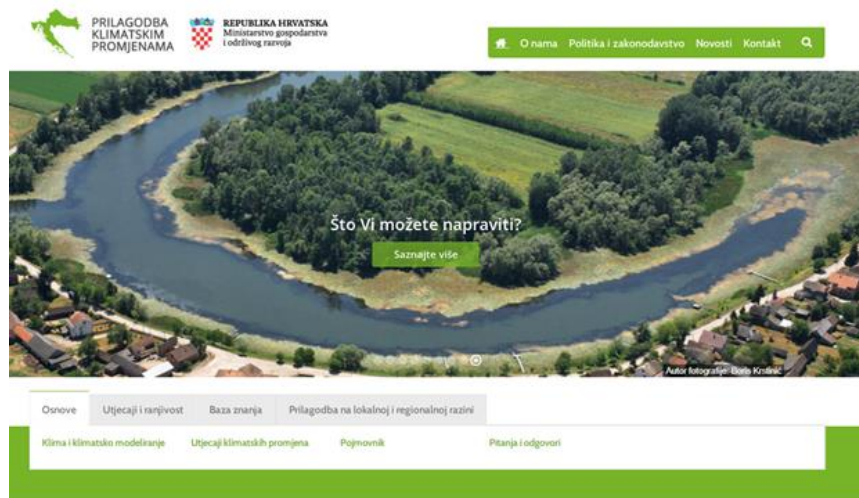 PRILAGODBA
KLIMATSKIM
PROMJENAMA
REPUBLIKA HRVATSKA
Ministarstvo gospodarstva
i održivog razvoja
O nama Politika i zakonodavstvo Novosti Kontakt
Što Vi možete napraviti?
Saznajte više
Autor fotografije: Boris Krstinić
Osnove Utjecaji i ranjivost Baza znanja Prilagodba na lokalnoj i regionalnoj razini
Klima i klimatsko modeliranje Utjecaji klimatskih promjena Pojmovnik Pitanja i odgovori